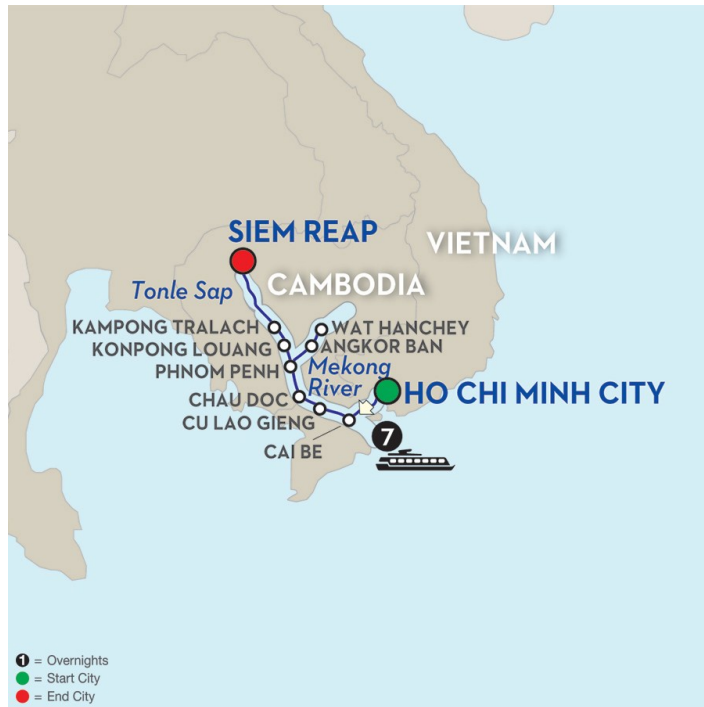 SIEM REAP
VIETNAM
CAMBODIA
Tonle Sap
KAMPONG TRALACH
WAT HANCHEY
KONPONG LOUANG
ANGKOR BAN
PHNOM PENH
Mekong
River
CHAU DOC
HO CHI MINH CITY
CU LAO GIENG
CAI BE
7
1 = Overnights
= Start City
= End City